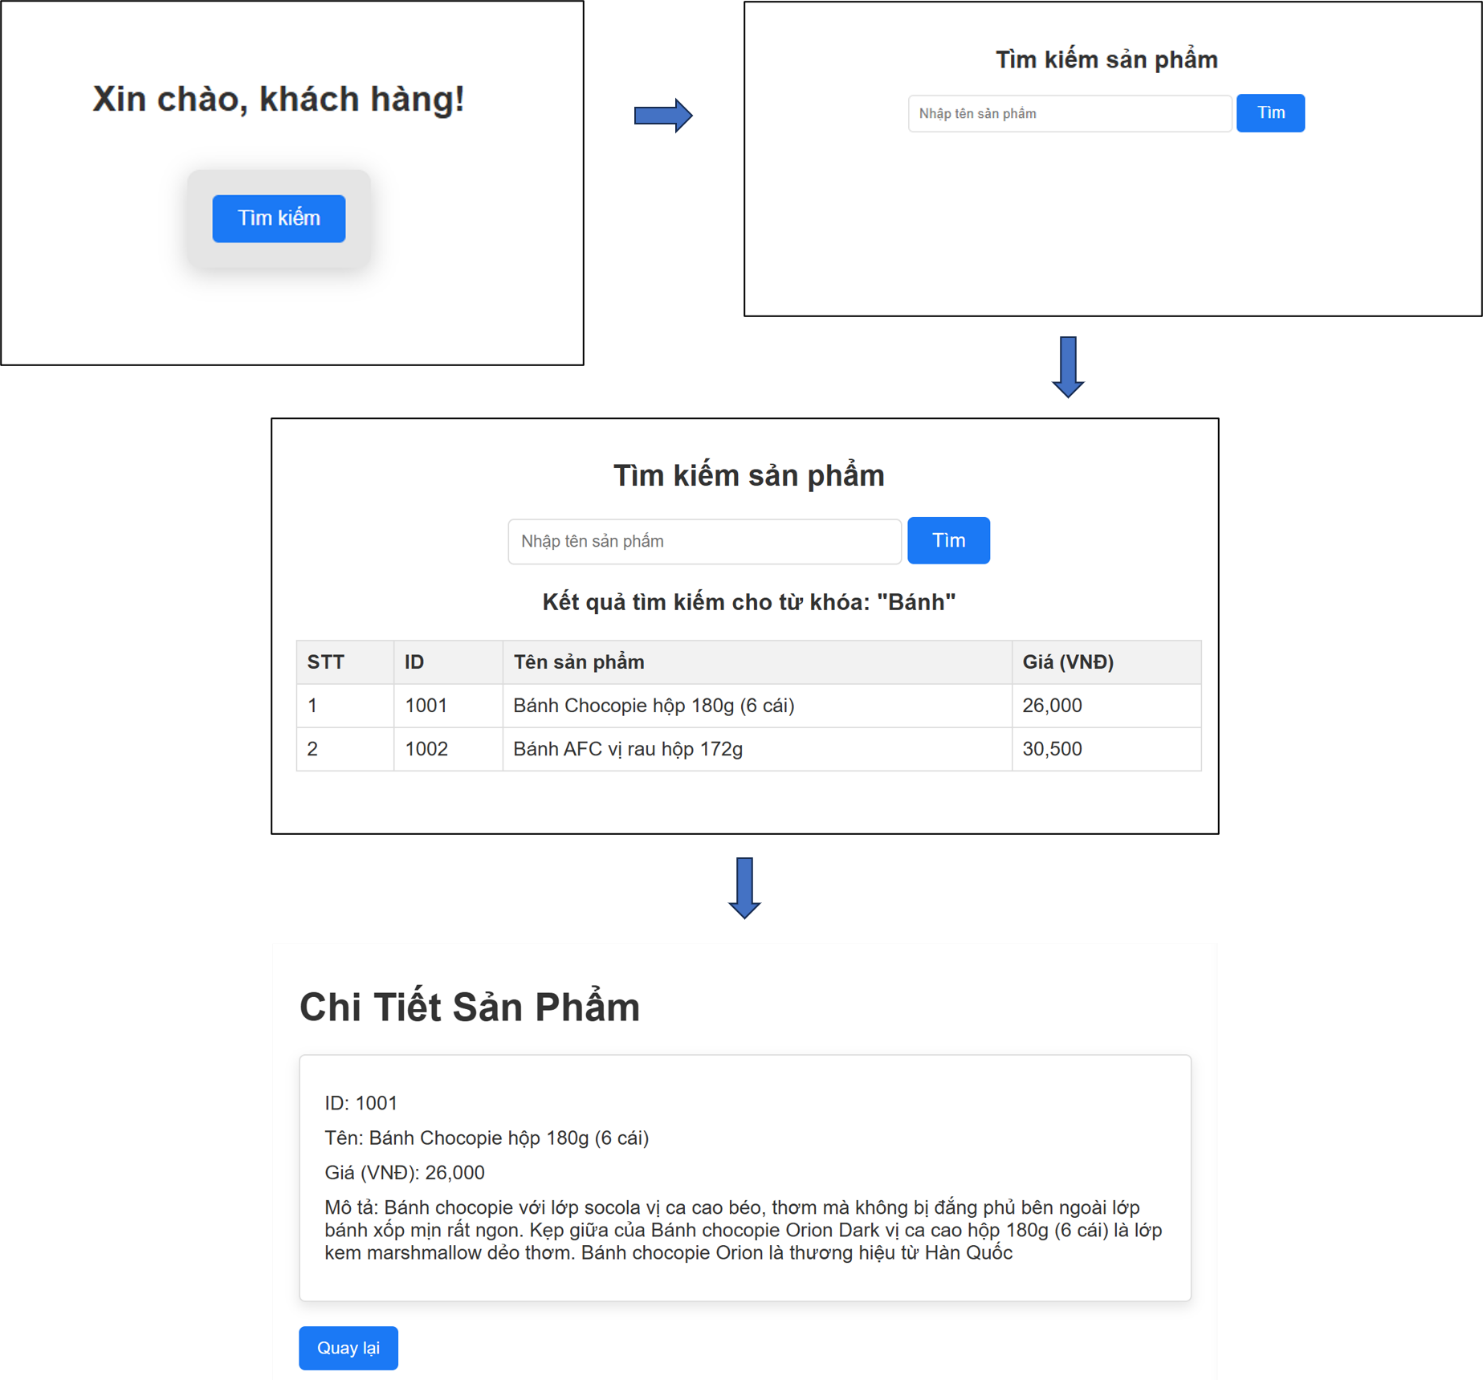 Xin chào, khách hàng!
Tìm kiếm
Tìm kiếm sản phẩm
Nhập tên sản phẩm
Tìm
Tìm kiếm sản phẩm
Nhập tên sản phẩm
Tìm
Kết quả tìm kiếm cho từ khóa: "Bánh"
STT ID Tên sản phẩm Giá (VNĐ)
1 1001 Bánh Chocopie hộp 180g (6 cái) 26,000
2 1002 Bánh AFC vị rau hộp 172g 30,500
Chi Tiết Sản Phẩm
ID: 1001
Tên: Bánh Chocopie hộp 180g (6 cái)
Giá (VNĐ): 26,000
Mô tả: Bánh chocopie với lớp socola vị ca cao béo, thơm mà không bị đắng phủ bên ngoài lớp
bánh xốp mịn rất ngon. Kẹp giữa của Bánh chocopie Orion Dark vị ca cao hộp 180g (6 cái) là lớp
kem marshmallow dẻo thơm. Bánh chocopie Orion là thương hiệu từ Hàn Quốc
Quay lại